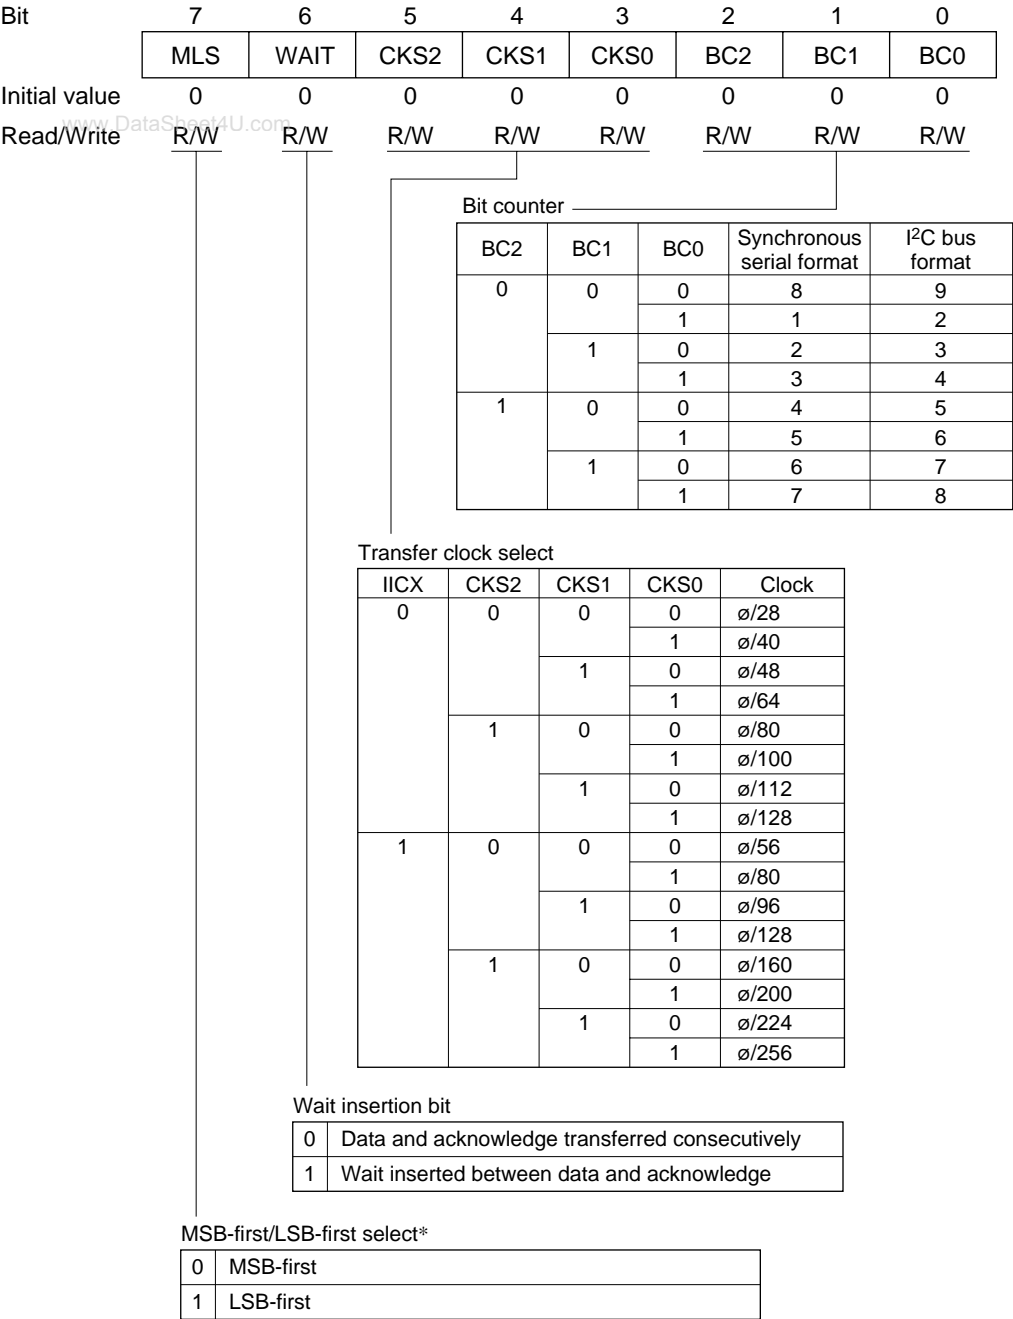 Bit 7 6 5 4 3 2 1 0
MLS WAIT CKS2 CKS1 CKS0 BC2 BC1 BC0
Initial value 0 0 0 0 0 0 0 0
www.DataSheet4U.com
Read/Write R/W R/W R/W R/W R/W R/W R/W R/W
Bit counter
BC2 BC1 BC0 Synchronous serial format I2C bus format
0 0 0 8 9
1 1 2
1 0 2 3
1 3 4
1 0 0 4 5
1 5 6
1 0 6 7
1 7 8
Transfer clock select
IICX CKS2 CKS1 CKS0 Clock
0 0 0 0 ø/28
1 ø/40
1 0 ø/48
1 ø/64
1 0 0 ø/80
1 ø/100
1 0 ø/112
1 ø/128
1 0 0 0 ø/56
1 ø/80
1 0 ø/96
1 ø/128
1 0 0 ø/160
1 ø/200
1 0 ø/224
1 ø/256
Wait insertion bit
0 Data and acknowledge transferred consecutively
1 Wait inserted between data and acknowledge
MSB-first/LSB-first select*
0 MSB-first
1 LSB-first